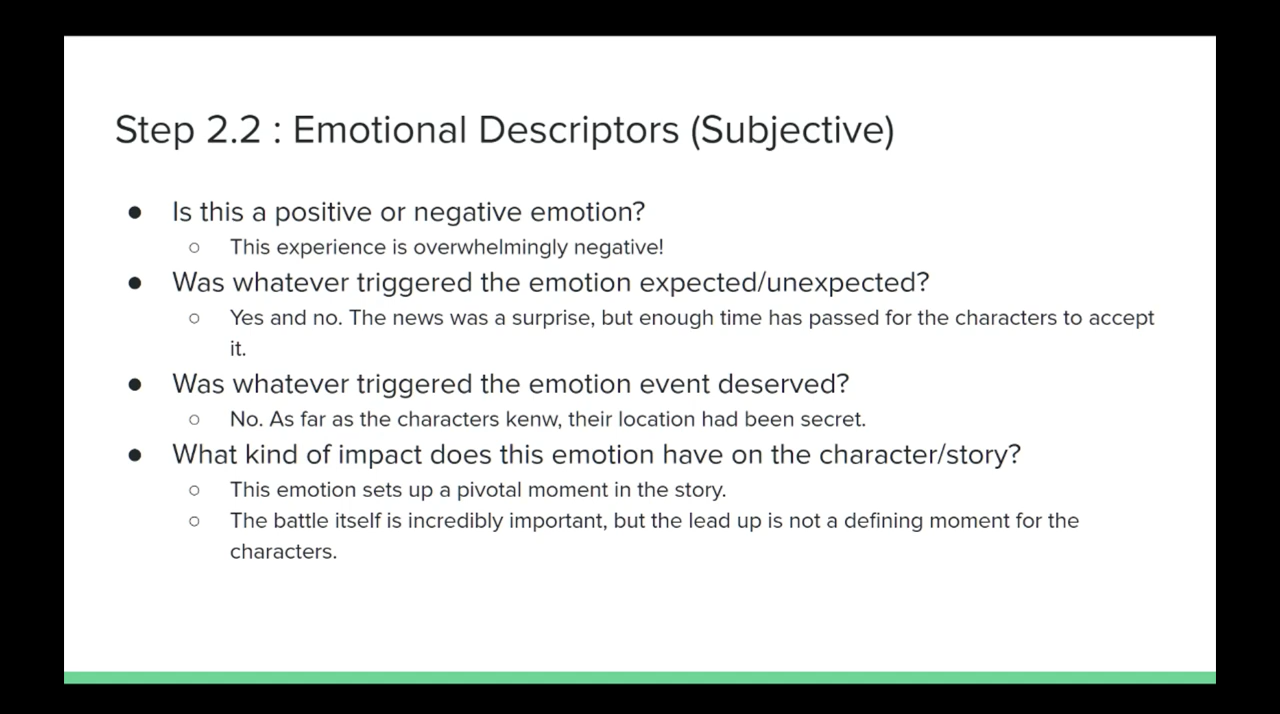 Step 2.2 : Emotional Descriptors (Subjective)
● Is this a positive or negative emotion?
○ This experience is overwhelmingly negative!
● Was whatever triggered the emotion expected/unexpected?
○ Yes and no. The news was a surprise, but enough time has passed for the characters to accept
it.
● Was whatever triggered the emotion event deserved?
○ No. As far as the characters kenw, their location had been secret.
● What kind of impact does this emotion have on the character/story?
○ This emotion sets up a pivotal moment in the story.
○ The battle itself is incredibly important, but the lead up is not a defining moment for the
characters.